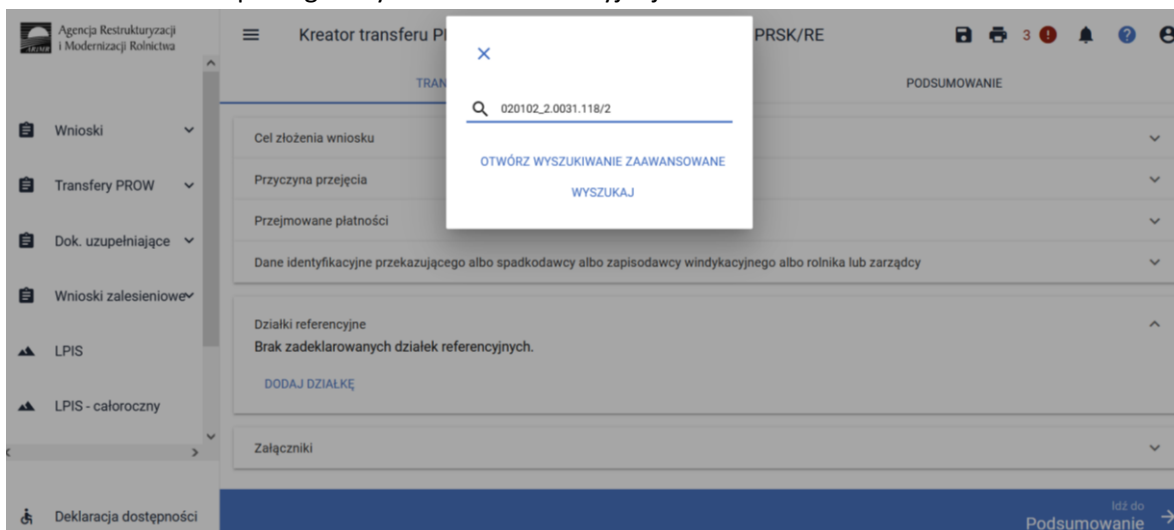 Agencja Restrukturyzacji
i Modernizacji Rolnictwa
Kreator transferu P
PRSK/RE
3
TRAN
PODSUMOWANIE
020102_2.0031.118/2
OTWÓRZ WYSZUKIWANIE ZAAWANSOWANE
WYSZUKAJ
Wnioski
Transfery PROW
Dok. uzupełniające
Wnioski zalesieniowe
LPIS
LPIS - całoroczny
Deklaracja dostępności
Cel złożenia wniosku
Przyczyna przejęcia
Przejmowane płatności
Dane identyfikacyjne przekazującego albo spadkodawcy albo zapisodawcy windykacyjnego albo rolnika lub zarządcy
Działki referencyjne
Brak zadeklarowanych działek referencyjnych.
DODAJ DZIAŁKĘ
Załączniki
Idź do
Podsumowanie